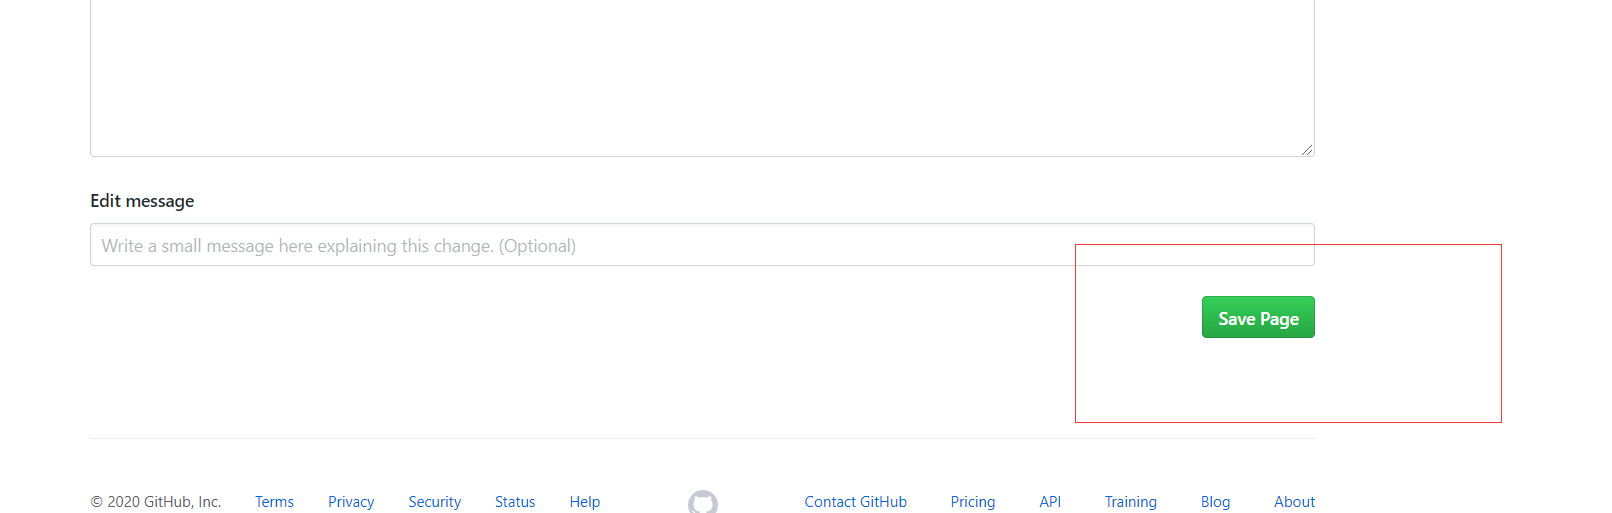 Edit message
Write a small message here explaining this change. (Optional)
Save Page
© 2020 GitHub, Inc. Terms Privacy Security Status Help Contact GitHub Pricing API Training Blog About